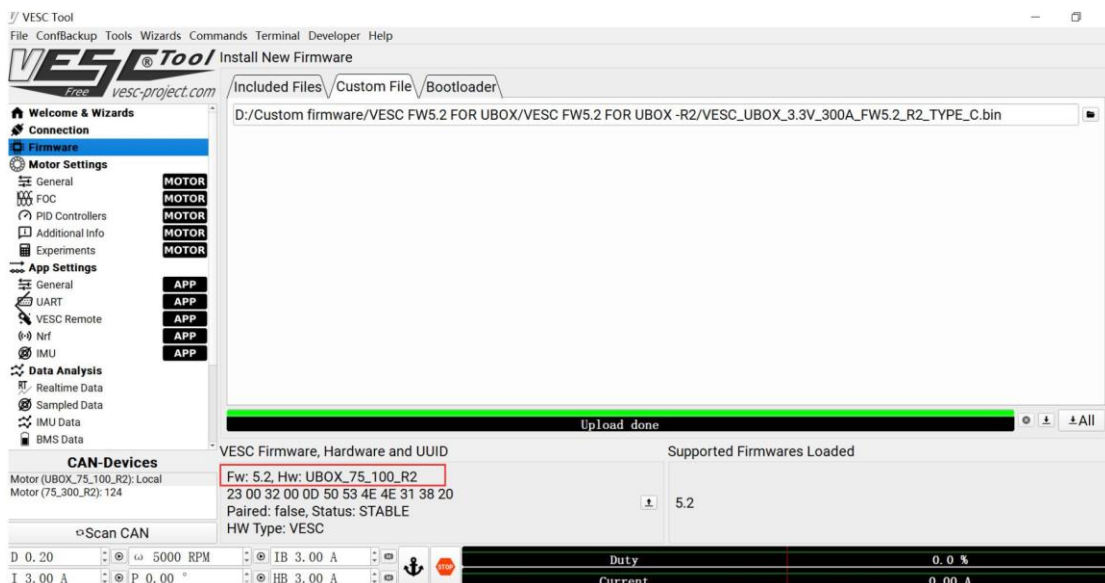 VESC Tool
File ConfBackup Tools Wizards Commands Terminal Developer Help
VESC ® Tool
Free vesc-project.com
Install New Firmware
Included Files Custom File Bootloader
D:/Custom firmware/VESC FW5.2 FOR UBOX/VESC FW5.2 FOR UBOX -R2/VESC_UBOX_3.3V_300A_FW5.2_R2_TYPE_C.bin
Welcome & Wizards
Connection
Firmware
Motor Settings
General MOTOR
FOC MOTOR
PID Controllers MOTOR
Additional Info MOTOR
Experiments MOTOR
App Settings
General APP
UART APP
VESC Remote APP
Nrf APP
IMU APP
Data Analysis
RT Realtime Data
Sampled Data
IMU Data
BMS Data
Upload done
All
CAN-Devices
Motor (UBOX_75_100_R2): Local
Motor (75_300_R2): 124
Scan CAN
VESC Firmware, Hardware and UUID
Fw: 5.2, Hw: UBOX_75_100_R2
23 00 32 00 0D 50 53 4E 4E 31 38 20
Paired: false, Status: STABLE
HW Type: VESC
Supported Firmwares Loaded
5.2
D 0.20 ω 5000 RPM IB 3.00 A STOP Duty 0.0 %
I 3.00 A P 0.00 ° HB 3.00 A Current 0.00 A